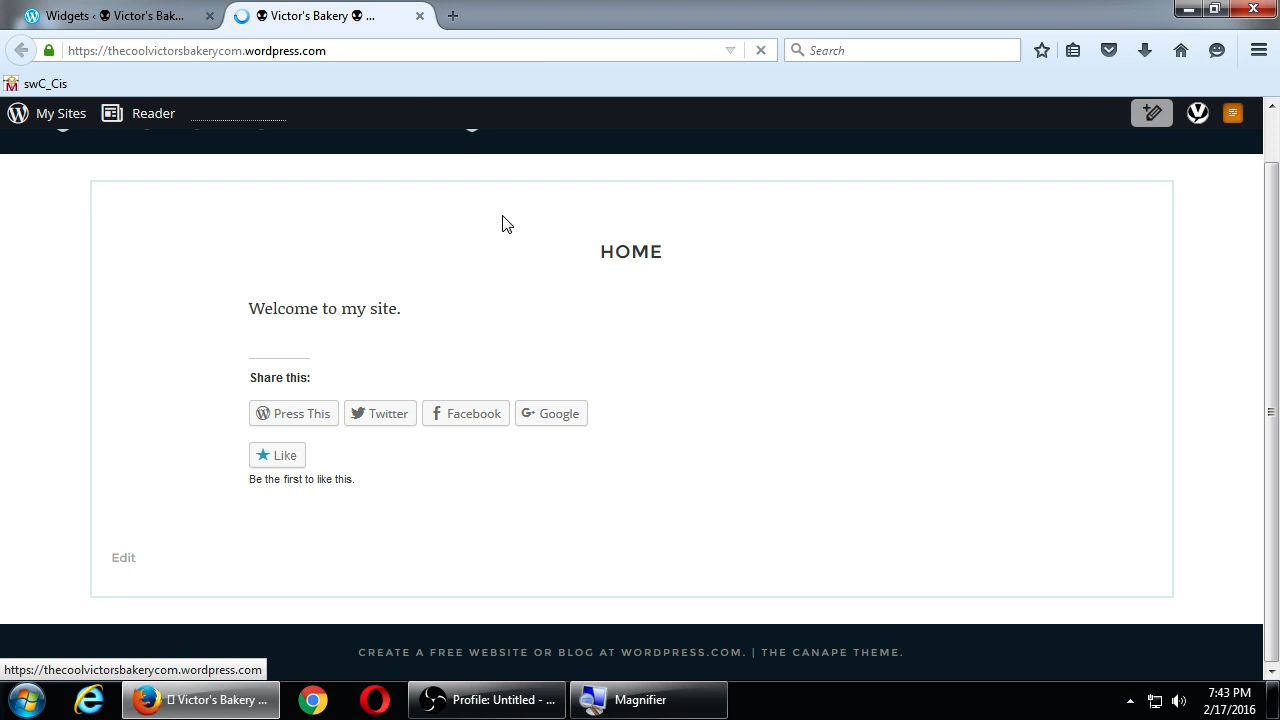 Widgets ‹ 👽 Victor's Bak...
👽 Victor's Bakery 👽 ...
https://thecoolvictorsbakerycom.wordpress.com
Search
swC_Cis
My Sites
Reader
HOME
Welcome to my site.
Share this:
Press This
Twitter
Facebook
Google
Like
Be the first to like this.
Edit
CREATE A FREE WEBSITE OR BLOG AT WORDPRESS.COM. | THE CANAPE THEME.
https://thecoolvictorsbakerycom.wordpress.com
Victor's Bakery ...
Profile: Untitled - ...
Magnifier
7:43 PM
2/17/2016